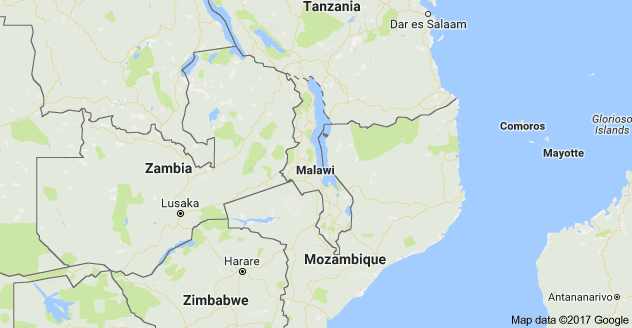 Tanzania
Dar es Salaam
Comoros
Glorioso
Islands
Mayotte
Zambia
Malawi
Lusaka
Harare
Mozambique
Zimbabwe
Antananarivo
Map data ©2017 Google